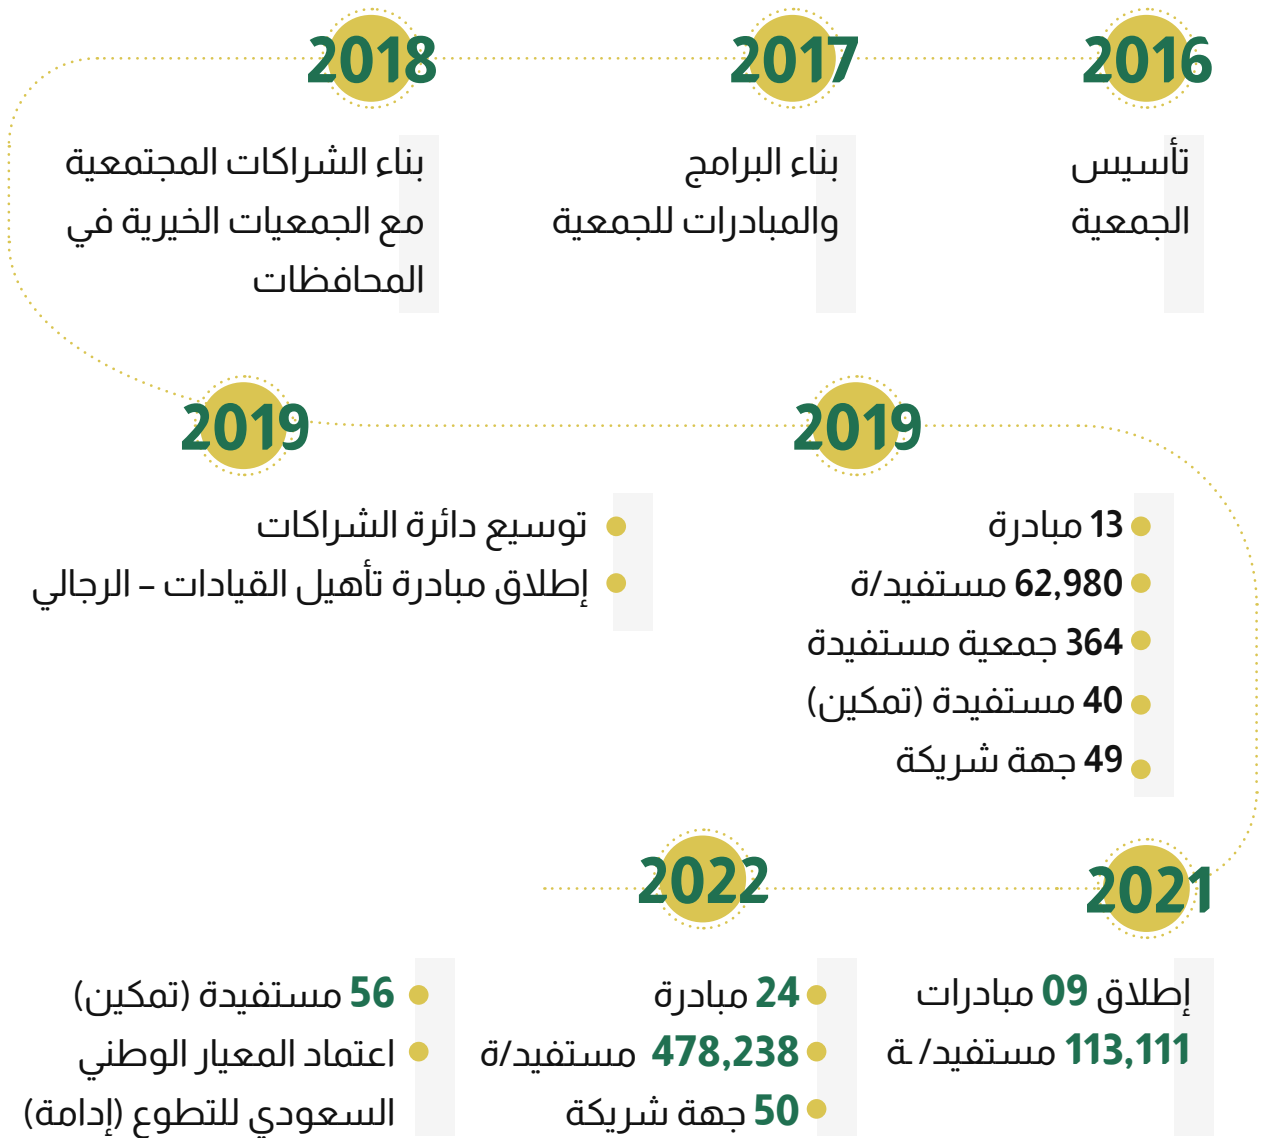 2016
تأسيس
الجمعية
2017
بناء البرامج
والمبادرات للجمعية
2018
بناء الشراكات المجتمعية
مع الجمعيات الخيرية في
المحافظات
2019
توسيع دائرة الشراكات
إطلاق مبادرة تأهيل القيادات – الرجالي
2019
13 مبادرة
62,980 مستفيد/ة
364 جمعية مستفيدة
40 مستفيدة (تمكين)
49 جهة شريكة
2021
إطلاق 09 مبادرات
113,111 مستفيد/ـة
2022
24 مبادرة
478,238 مستفيد/ة
50 جهة شريكة
56 مستفيدة (تمكين)
اعتماد المعيار الوطني
السعودي للتطوع (إدامة)